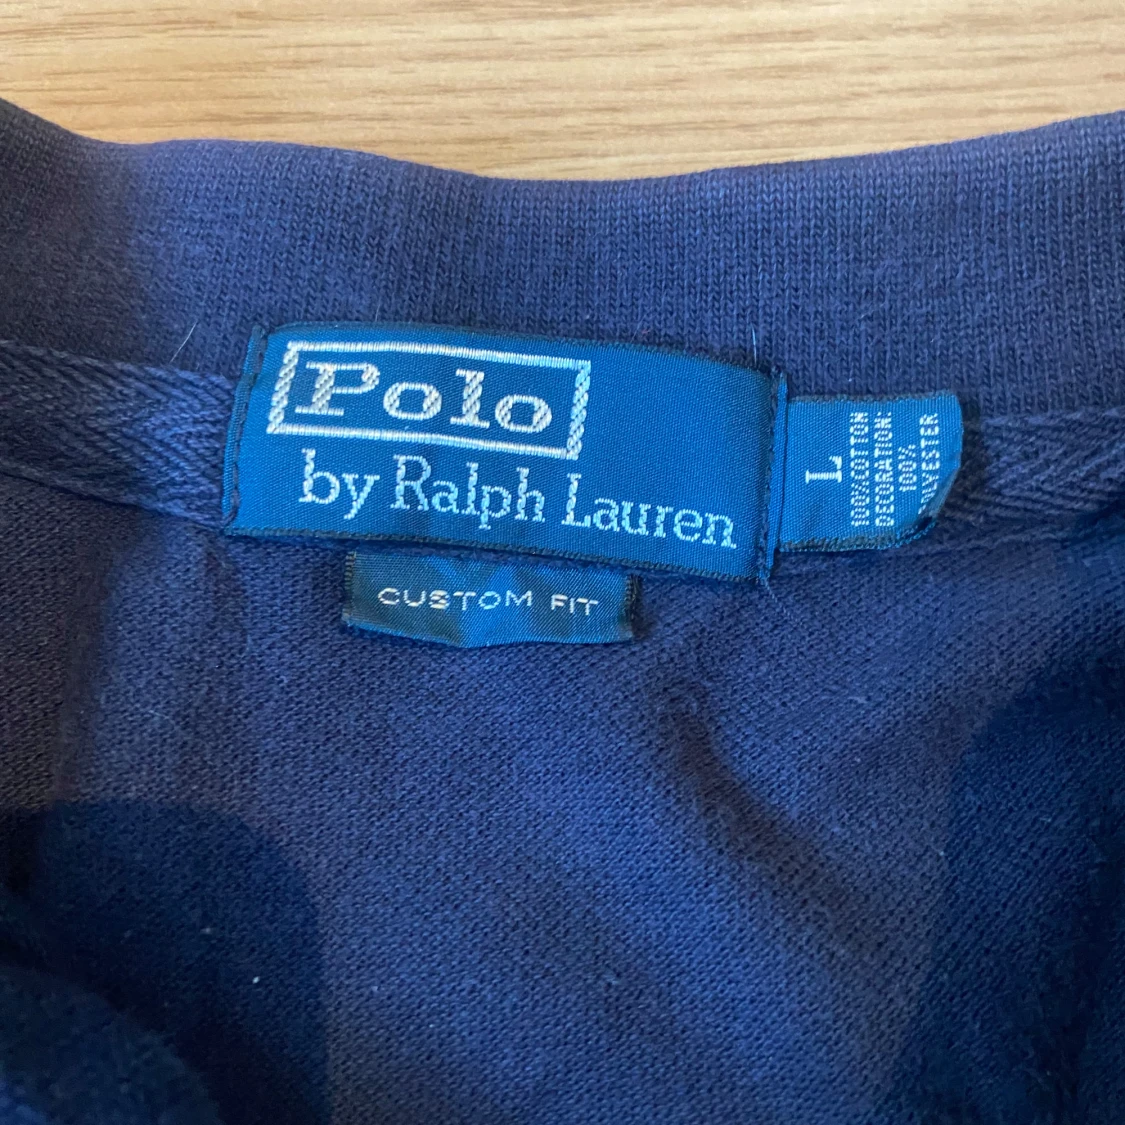 Polo
by Ralph Lauren
CUSTOM FIT
L
100%COTTON
DECORATION:
100%
POLYESTER